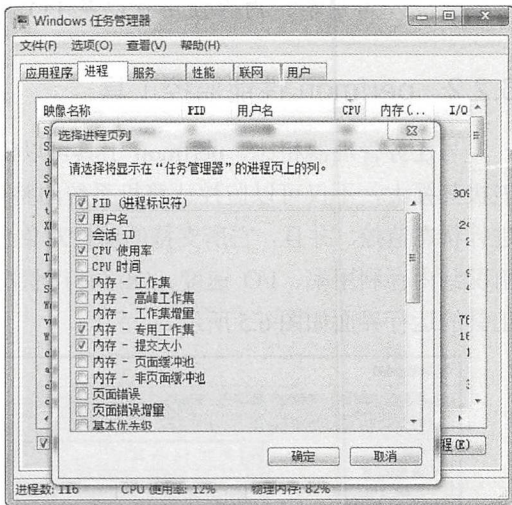 Windows 任务管理器
文件(F) 选项(O) 查看(V) 帮助(H)
应用程序 进程 服务 性能 联网 用户
映像名称 PID 用户名 CPU 内存(... I/O
选择进程页列
请选择将显示在“任务管理器”的进程页上的列。
PID (进程标识符)
用户名
会话 ID
CPU 使用率
CPU 时间
内存 - 工作集
内存 - 高峰工作集
内存 - 工作集增量
内存 - 专用工作集
内存 - 提交大小
内存 - 页面缓冲池
内存 - 非页面缓冲池
页面错误
页面错误增量
基本优先级
确定 取消
程(E)
进程数: 116 CPU 使用率: 12% 物理内存: 82%